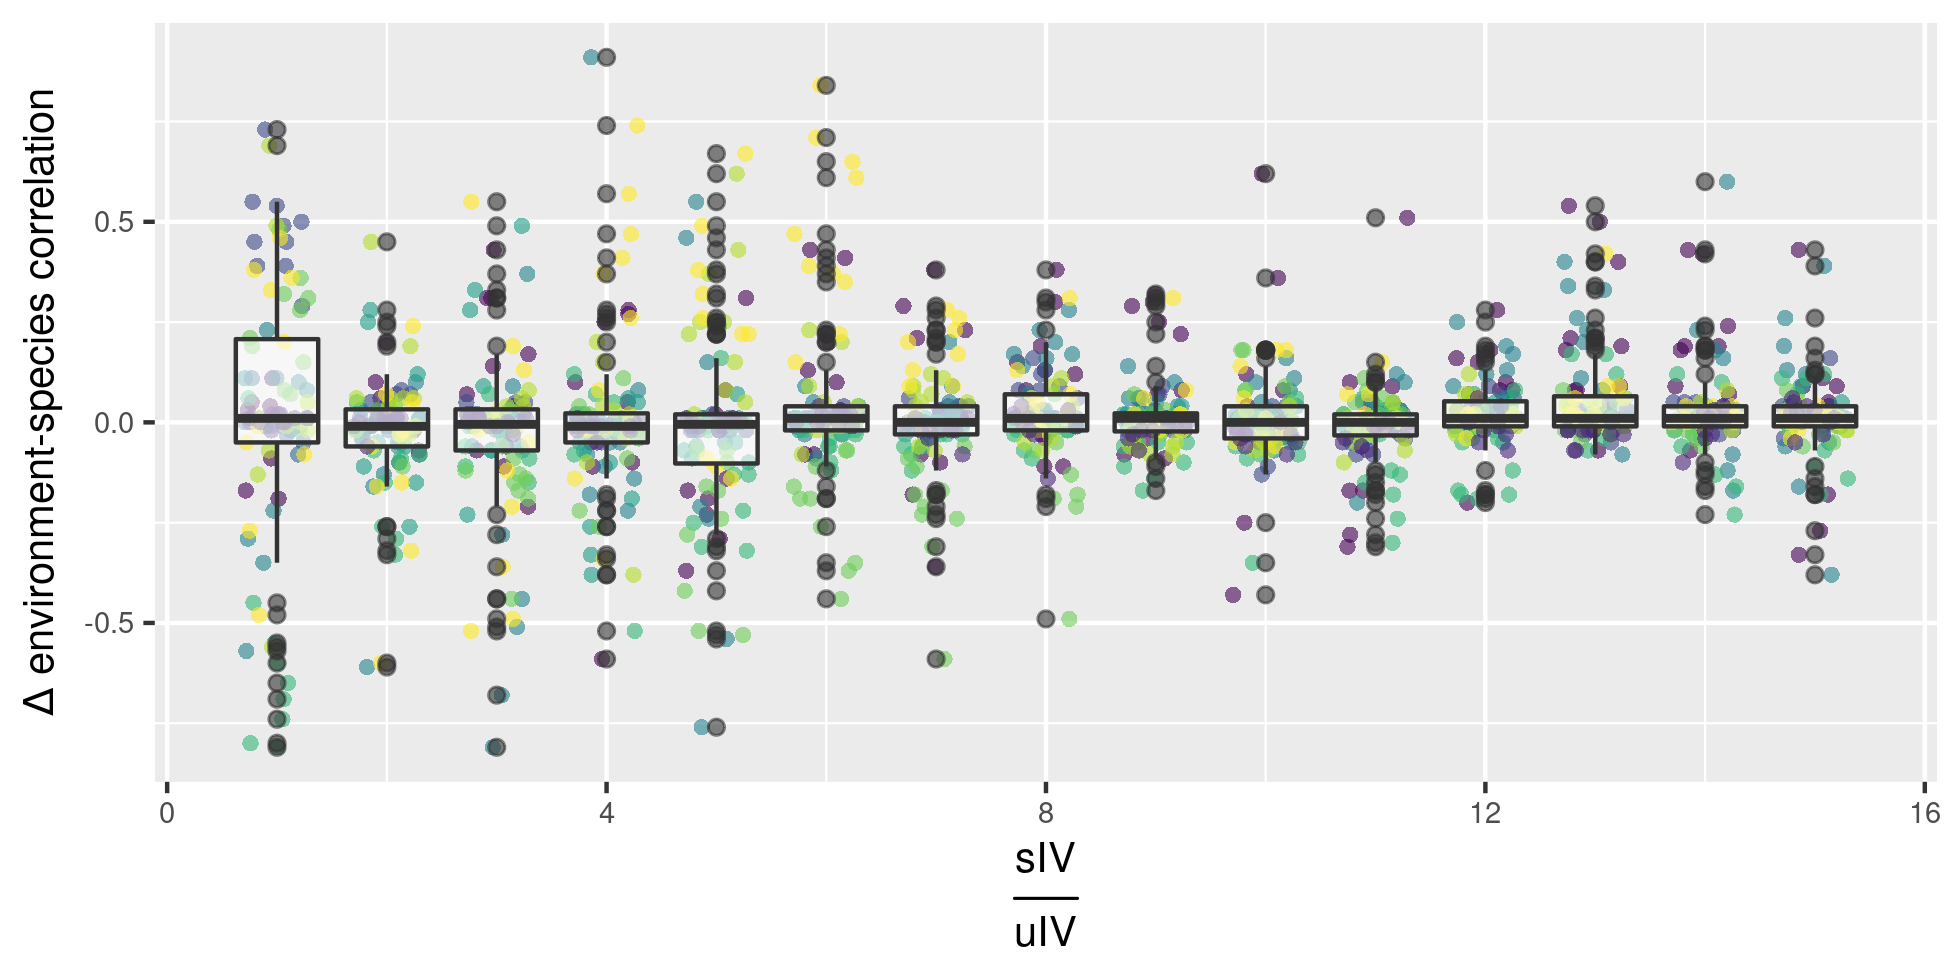 Δ environment-species correlation
0.5
0.0
-0.5
0 4 8 12 16
sIV
uIV